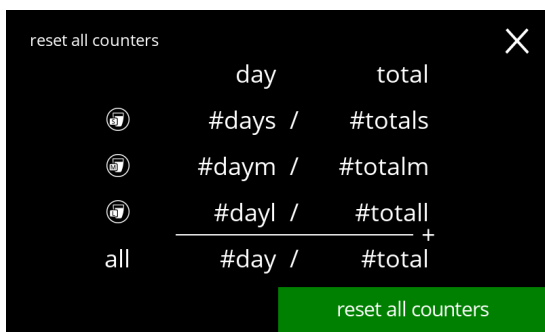 reset all counters
day total
S #days / #totals
M #daym / #totalm
L #dayl / #totall
+
all #day / #total
reset all counters